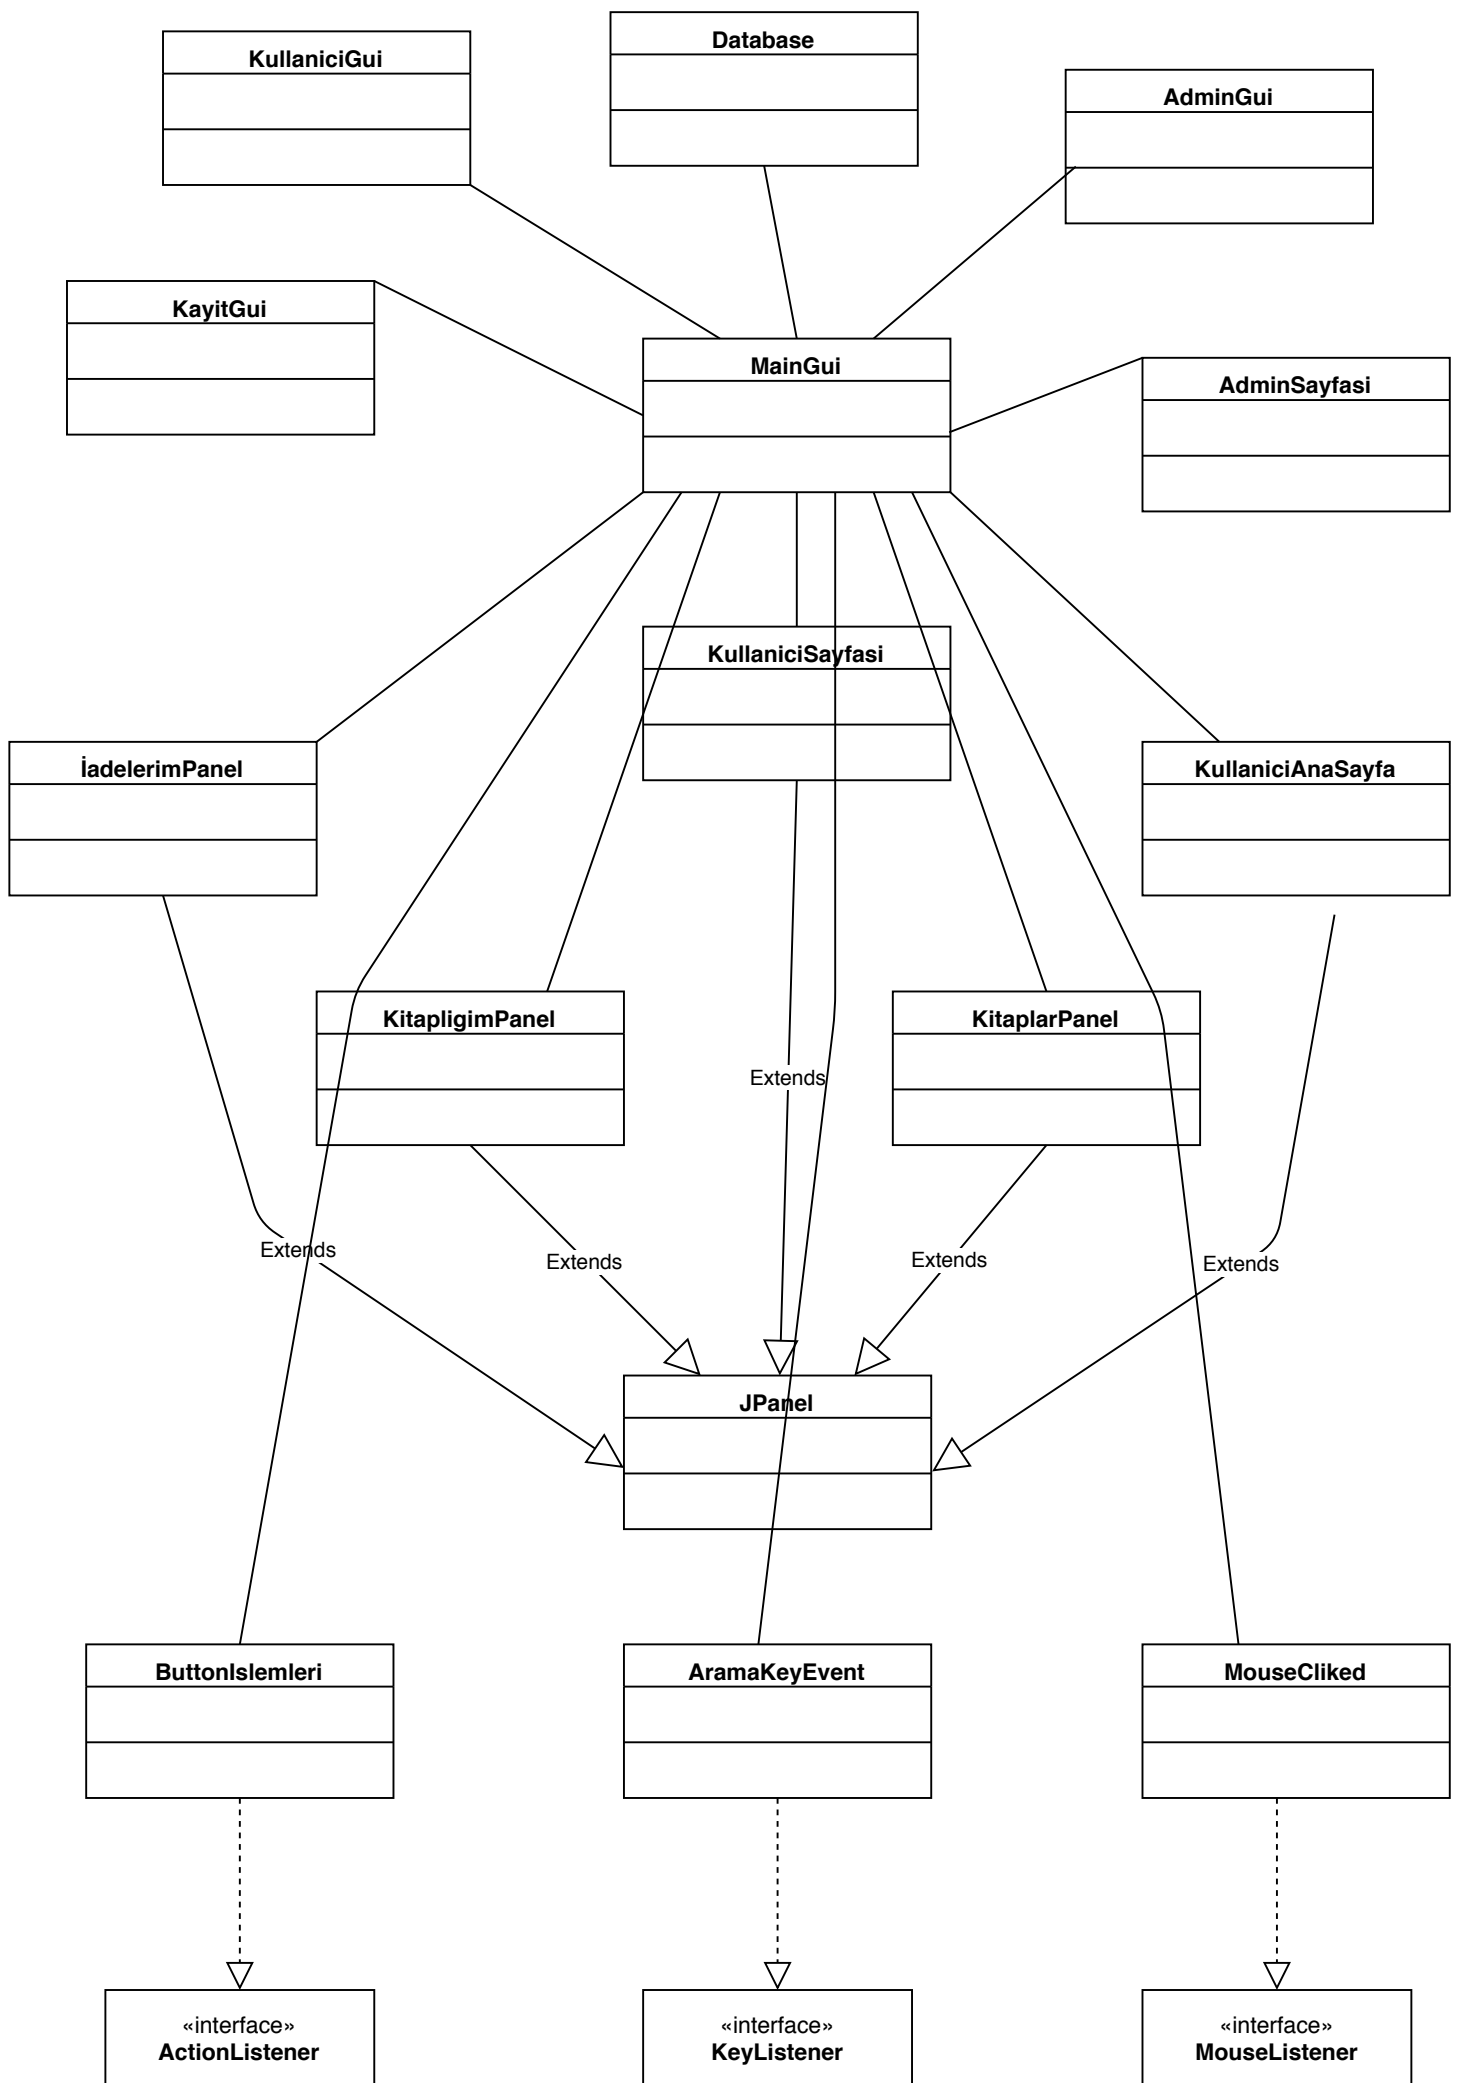 Database
KullaniciGui
AdminGui
KayitGui
MainGui
AdminSayfasi
KullaniciSayfasi
İadelerimPanel
KullaniciAnaSayfa
KitapligimPanel
KitaplarPanel
Extends
Extends
Extends
Extends
Extends
JPanel
ButtonIslemleri
AramaKeyEvent
MouseCliked
«interface»
ActionListener
«interface»
KeyListener
«interface»
MouseListener